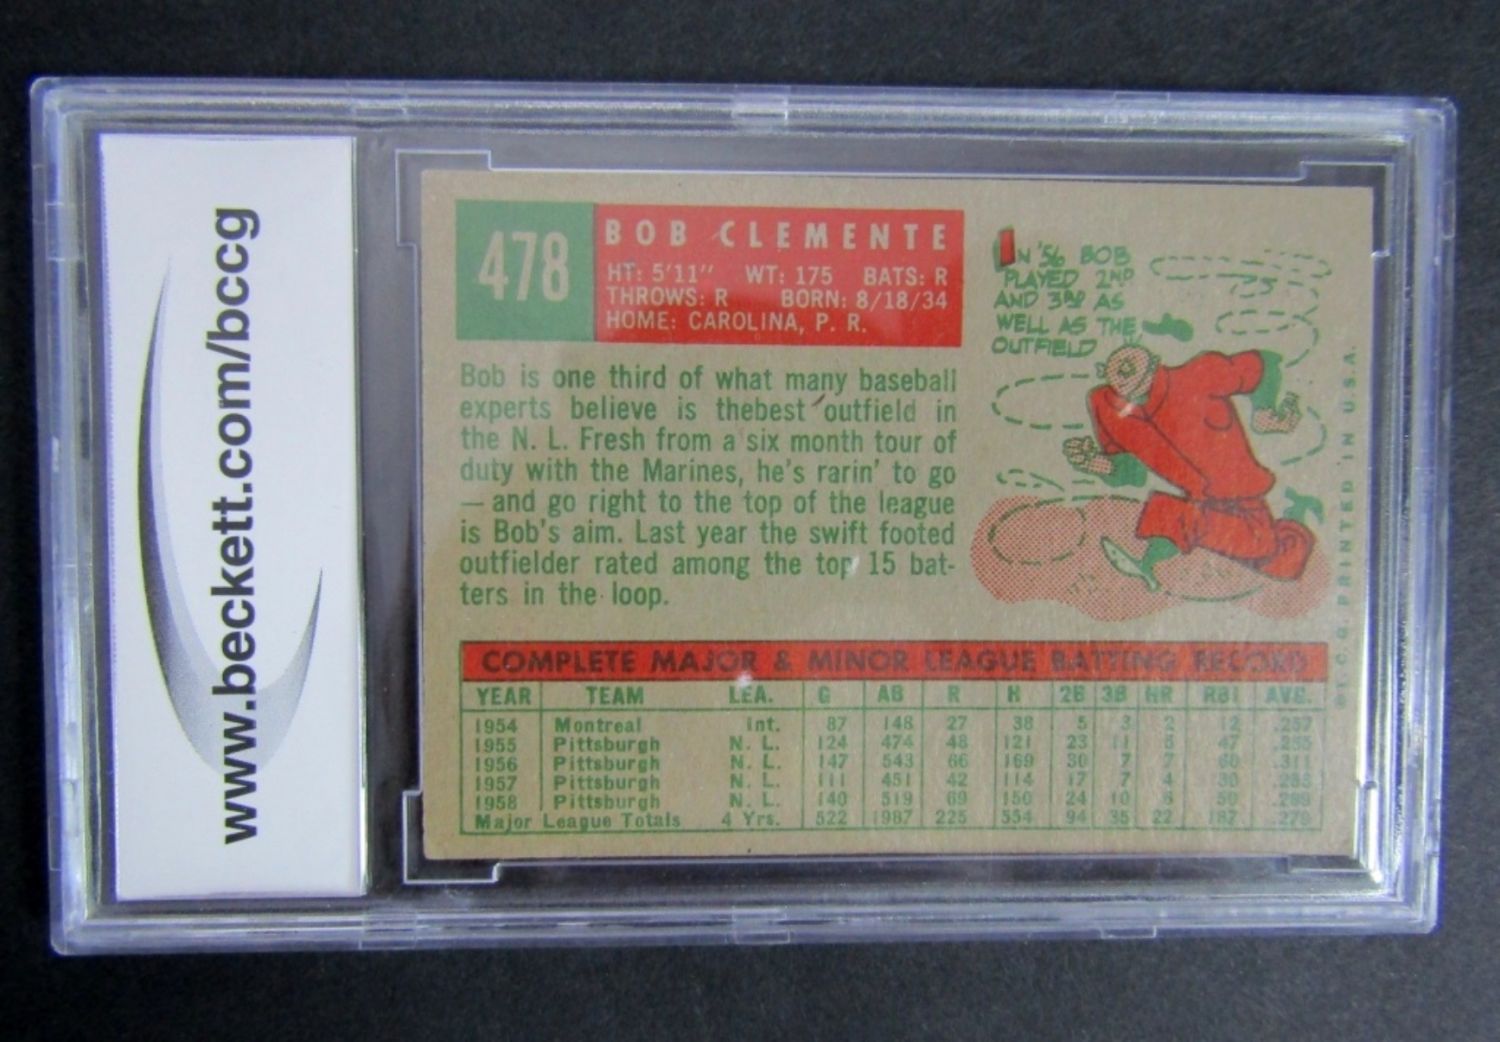 www.beckett.com/bccg
478
BOB CLEMENTE
HT: 5'11" WT: 175 BATS: R
THROWS: R BORN: 8/18/34
HOME: CAROLINA, P. R.
Bob is one third of what many baseball
experts believe is thebest outfield in
the N. L. Fresh from a six month tour of
duty with the Marines, he's rarin' to go
— and go right to the top of the league
is Bob's aim. Last year the swift footed
outfielder rated among the top 15 bat-
ters in the loop.
IN '56 BOB
PLAYED 2ND
AND 3RD AS
WELL AS THE
OUTFIELD
T. C. G. PRINTED IN U.S.A.
COMPLETE MAJOR & MINOR LEAGUE BATTING RECORD
YEAR TEAM LEA. G AB R H 2B 3B HR RBI AVG.
1954 Montreal Int. 87 148 27 38 5 3 2 12 .257
1955 Pittsburgh N. L. 124 474 48 121 23 11 5 47 .255
1956 Pittsburgh N. L. 147 543 66 169 30 7 7 60 .311
1957 Pittsburgh N. L. 111 451 42 114 17 7 4 30
1958 Pittsburgh N. L. 140 519 69 150 24 10 6 50 .289
Major League Totals 4 Yrs. 522 1987 225 554 94 35 22 187 .279